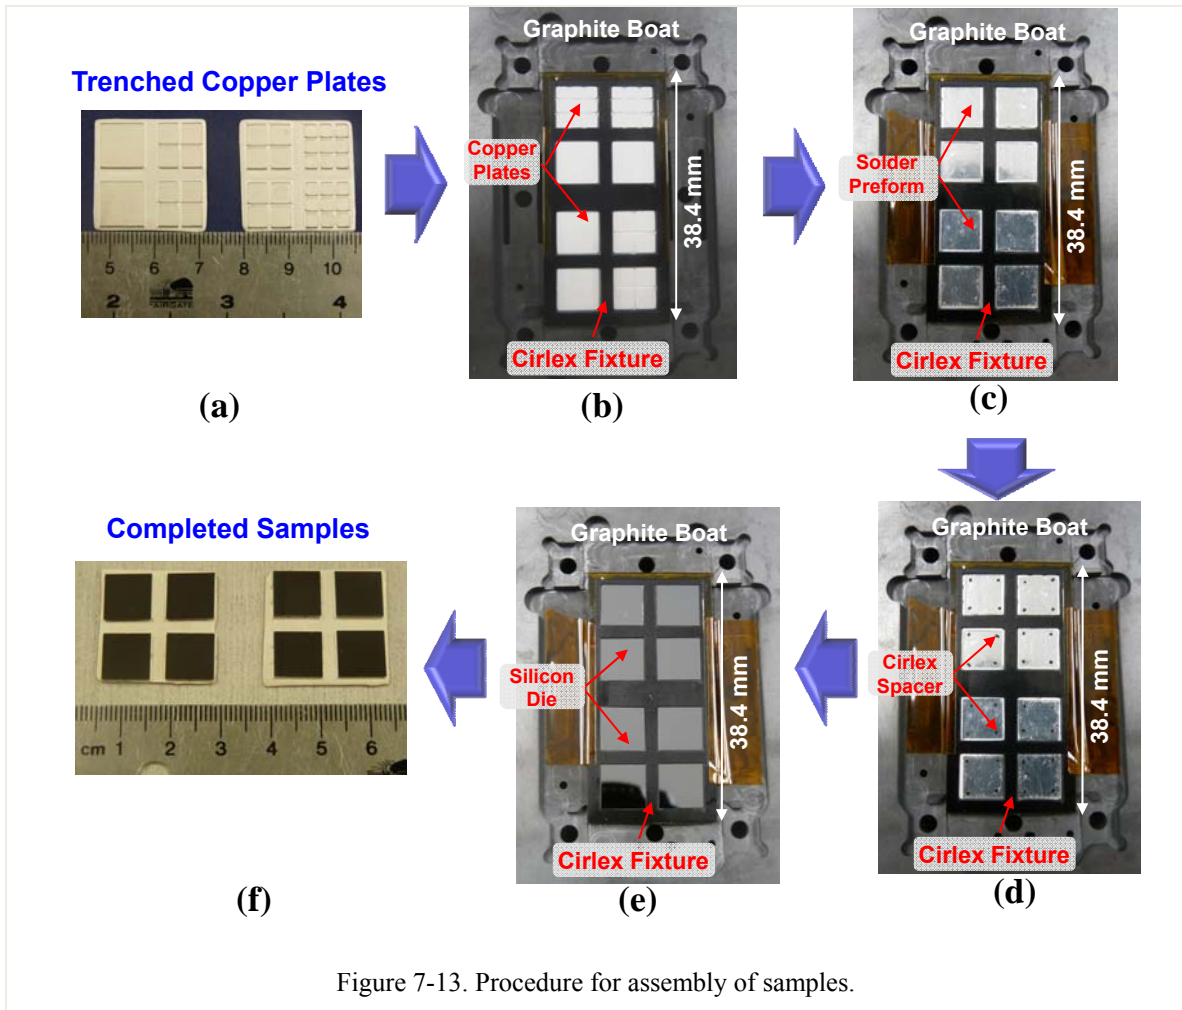 Trenched Copper Plates
5 6 7 8 9 10
2 3 4
(a)
Graphite Boat
Copper
Plates
38.4 mm
Cirlex Fixture
(b)
Graphite Boat
Solder
Preform
38.4 mm
Cirlex Fixture
(c)
Completed Samples
cm 1 2 3 4 5 6
(f)
Graphite Boat
Silicon
Die
38.4 mm
Cirlex Fixture
(e)
Graphite Boat
Cirlex
Spacer
38.4 mm
Cirlex Fixture
(d)
Figure 7-13. Procedure for assembly of samples.